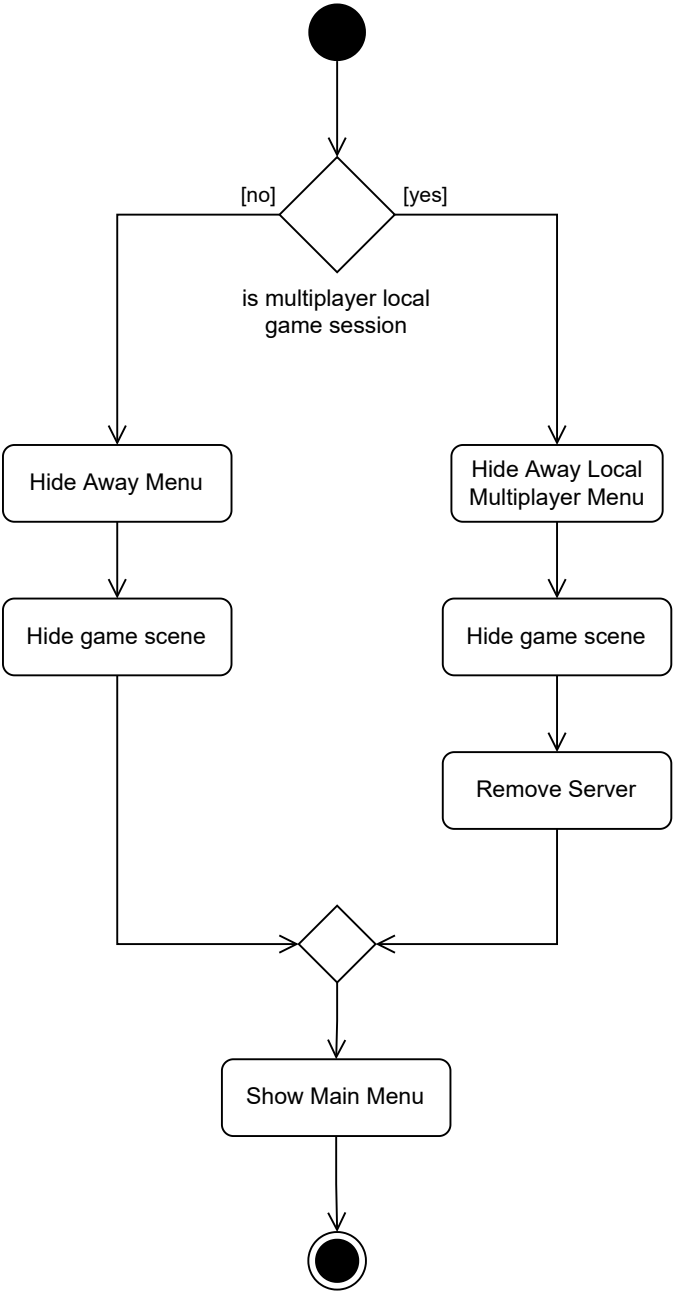 [no]
[yes]
is multiplayer local
game session
Hide Away Menu
Hide Away Local
Multiplayer Menu
Hide game scene
Hide game scene
Remove Server
Show Main Menu